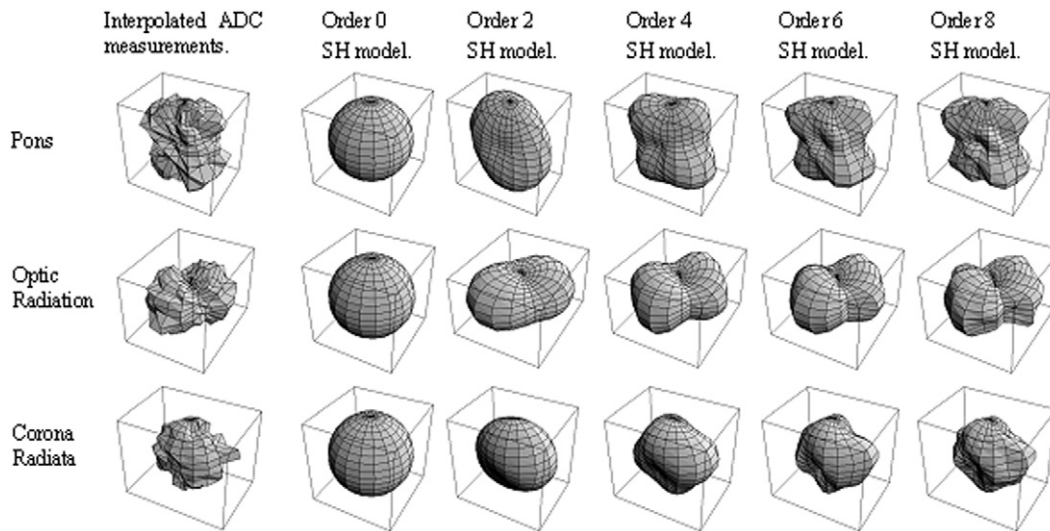 Interpolated ADC measurements.
Order 0 SH model.
Order 2 SH model.
Order 4 SH model.
Order 6 SH model.
Order 8 SH model.
Pons
Optic
Radiation
Corona
Radiata